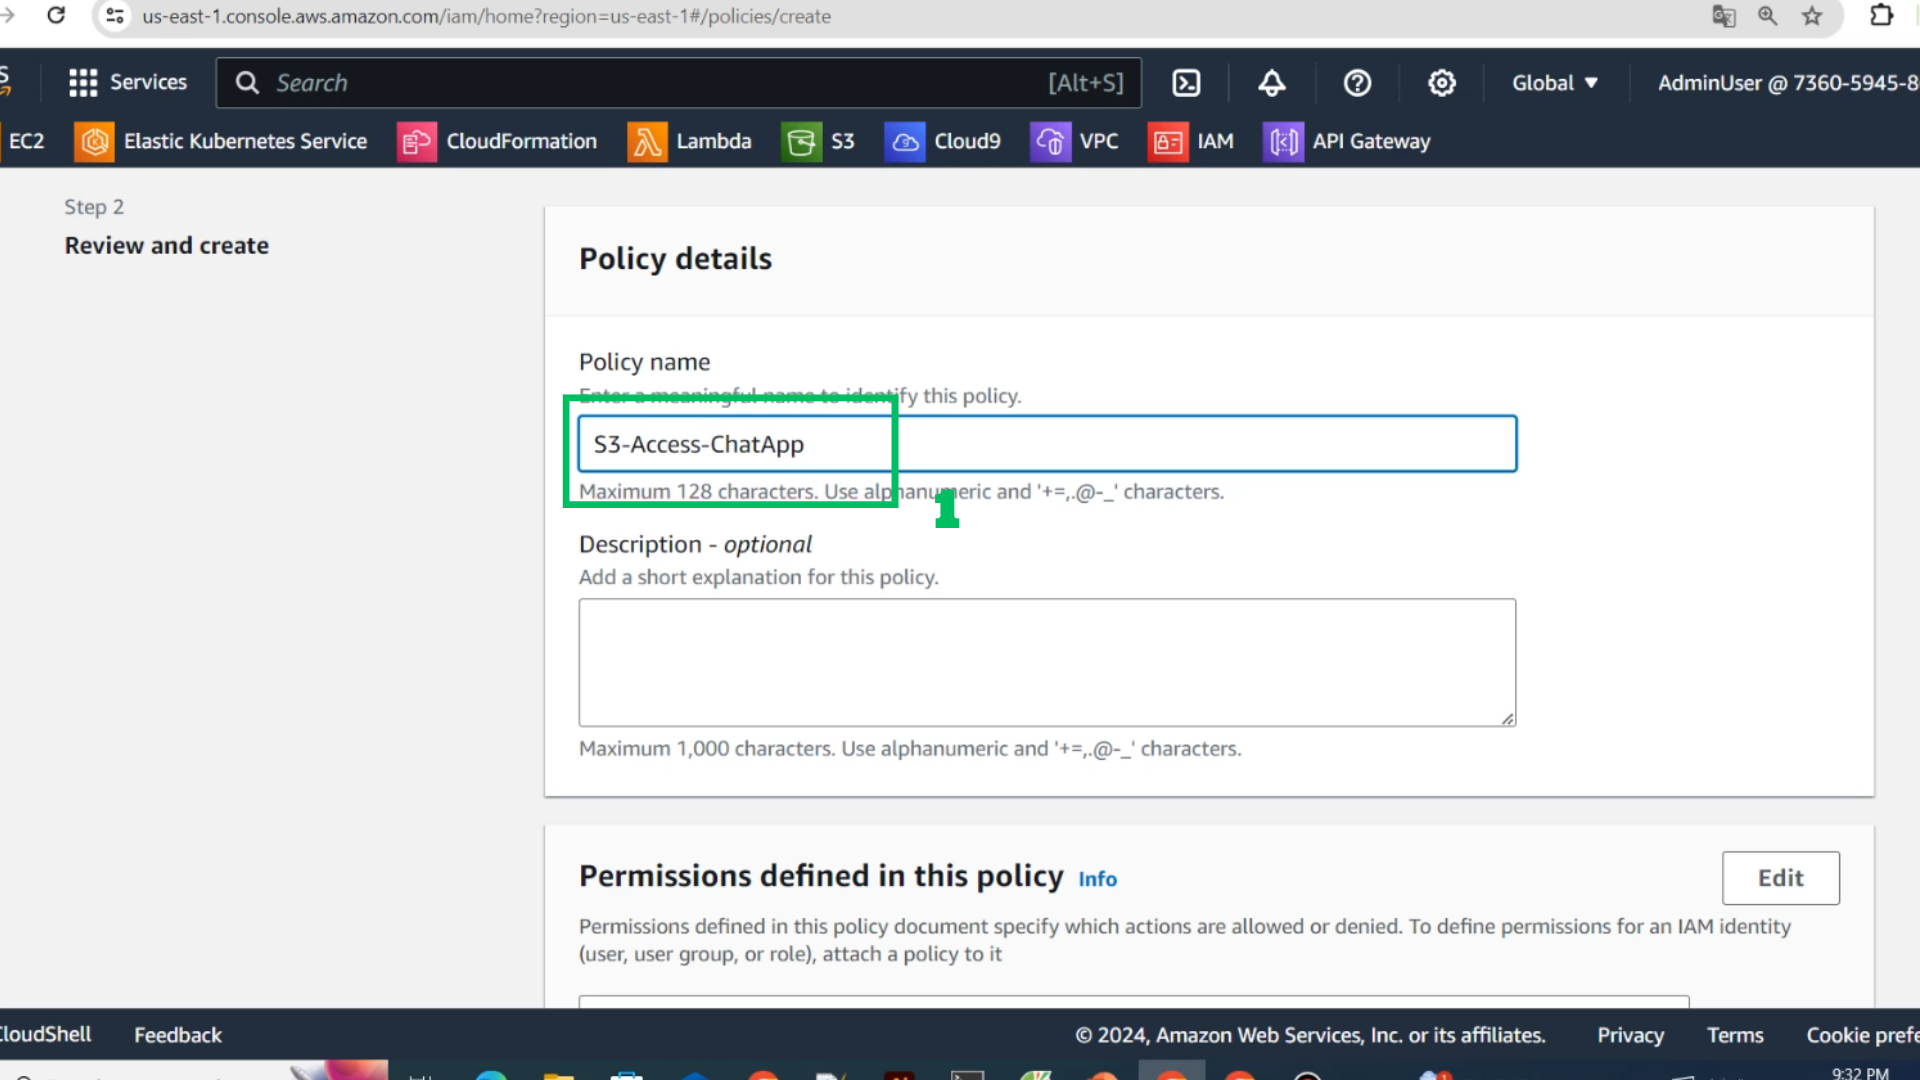 us-east-1.console.aws.amazon.com/iam/home?region=us-east-1#/policies/create
Services
Search
[Alt+S]
Global
AdminUser @ 7360-5945-8
EC2
Elastic Kubernetes Service
CloudFormation
Lambda
S3
Cloud9
VPC
IAM
API Gateway
Step 2
Review and create
Policy details
Policy name
Enter a meaningful name to identify this policy.
S3-Access-ChatApp
Maximum 128 characters. Use alphanumeric and '+=,.@-_' characters.
1
Description - optional
Add a short explanation for this policy.
Maximum 1,000 characters. Use alphanumeric and '+=,.@-_' characters.
Permissions defined in this policy Info
Edit
Permissions defined in this policy document specify which actions are allowed or denied. To define permissions for an IAM identity
(user, user group, or role), attach a policy to it
CloudShell
Feedback
© 2024, Amazon Web Services, Inc. or its affiliates.
Privacy
Terms
Cookie prefe
9:32 PM